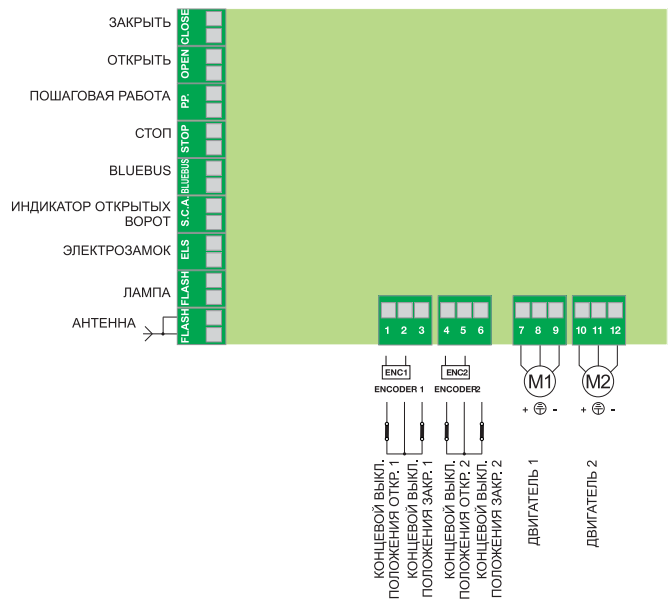 ЗАКРЫТЬ
CLOSE
ОТКРЫТЬ
OPEN
ПОШАГОВАЯ РАБОТА
PP.
СТОП
STOP
BLUEBUS
BLUEBUS
ИНДИКАТОР ОТКРЫТЫХ
ВОРОТ
S.C.A.
ЭЛЕКТРОЗАМОК
ELS
ЛАМПА
FLASH
АНТЕННА
FLASH
1 2 3
4 5 6
7 8 9
10 11 12
ENC1
ENC2
M1
M2
ENCODER 1
ENCODER2
+ -
+ -
КОНЦЕВОЙ ВЫКЛ.
ПОЛОЖЕНИЯ ОТКР. 1
КОНЦЕВОЙ ВЫКЛ.
ПОЛОЖЕНИЯ ЗАКР. 1
КОНЦЕВОЙ ВЫКЛ.
ПОЛОЖЕНИЯ ОТКР. 2
КОНЦЕВОЙ ВЫКЛ.
ПОЛОЖЕНИЯ ЗАКР. 2
ДВИГАТЕЛЬ 1
ДВИГАТЕЛЬ 2